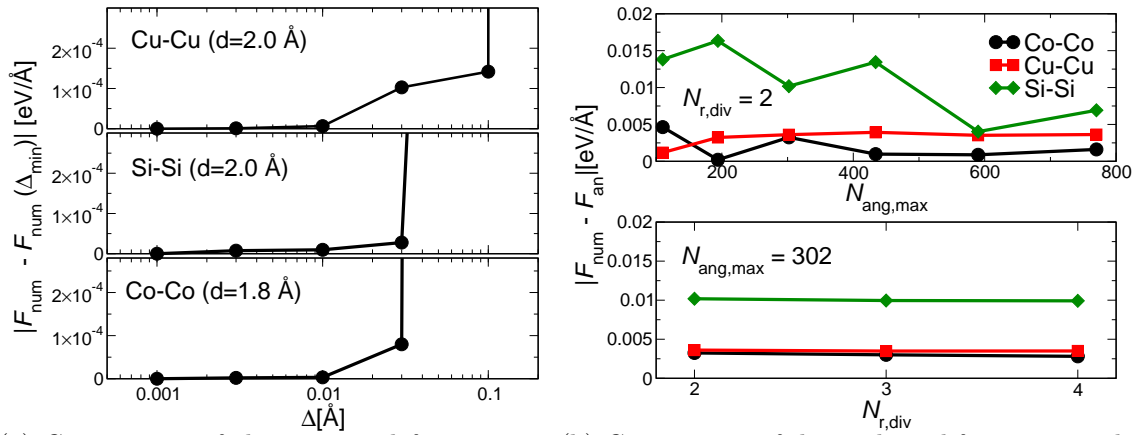 |F_num - F_num (Δ_min)| [eV/Å]
Cu-Cu (d=2.0 Å)
2×10⁻⁴
1×10⁻⁴
0
Si-Si (d=2.0 Å)
2×10⁻⁴
1×10⁻⁴
0
Co-Co (d=1.8 Å)
2×10⁻⁴
1×10⁻⁴
0
0.001 0.01 0.1
Δ[Å]
|F_num - F_an|[eV/Å]
0.02
0.015
0.01
0.005
0
Co-Co
Cu-Cu
Si-Si
N_r,div = 2
200 400 600 800
N_ang,max
0.02
0.015
0.01
0.005
0
N_ang,max = 302
2 3 4
N_r,div